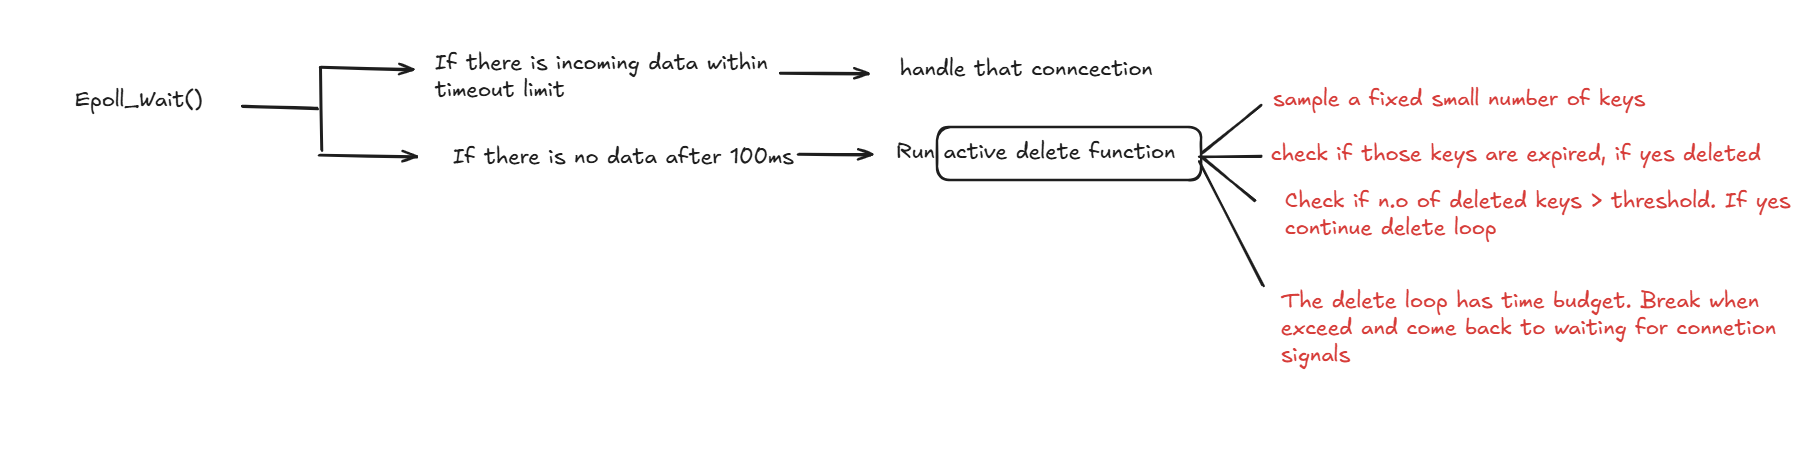 Epoll_Wait()
If there is incoming data within
timeout limit
handle that conncection
If there is no data after 100ms
Run active delete function
sample a fixed small number of keys
check if those keys are expired, if yes deleted
Check if n.o of deleted keys > threshold. If yes
continue delete loop
The delete loop has time budget. Break when
exceed and come back to waiting for connetion
signals